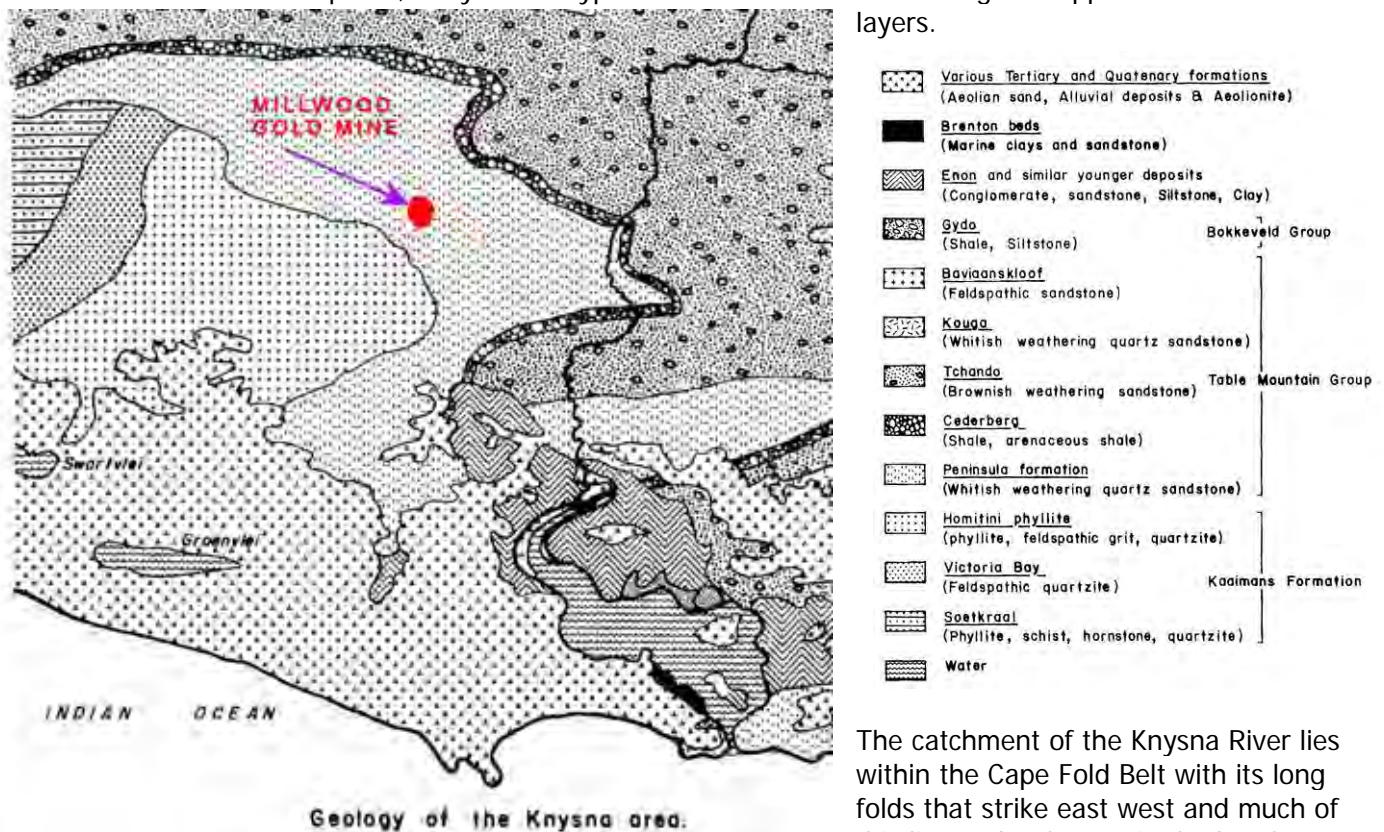 layers.
MILLWOOD
GOLD MINE
Swartvlei
Groenvlei
INDIAN OCEAN
Geology of the Knysna area.
Various Tertiary and Quatenary formations
(Aeolian sand, Alluvial deposits & Aeolionite)
Brenton beds
(Marine clays and sandstone)
Enon and similar younger deposits
(Conglomerate, sandstone, Siltstone, Clay)
Gydo
(Shale, Siltstone)
Bokkeveld Group
Baviaanskloof
(Feldspathic sandstone)
Kouga
(Whitish weathering quartz sandstone)
Tchando
(Brownish weathering sandstone)
Table Mountain Group
Cederberg
(Shale, arenaceous shale)
Peninsula formation
(Whitish weathering quartz sandstone)
Homitini phyllite
(phyllite, feldspathic grit, quartzite)
Victoria Bay
(Feldspathic quartzite)
Kaaimans Formation
Soetkraal
(Phyllite, schist, hornstone, quartzite)
Water
The catchment of the Knysna River lies
within the Cape Fold Belt with its long
folds that strike east west and much of